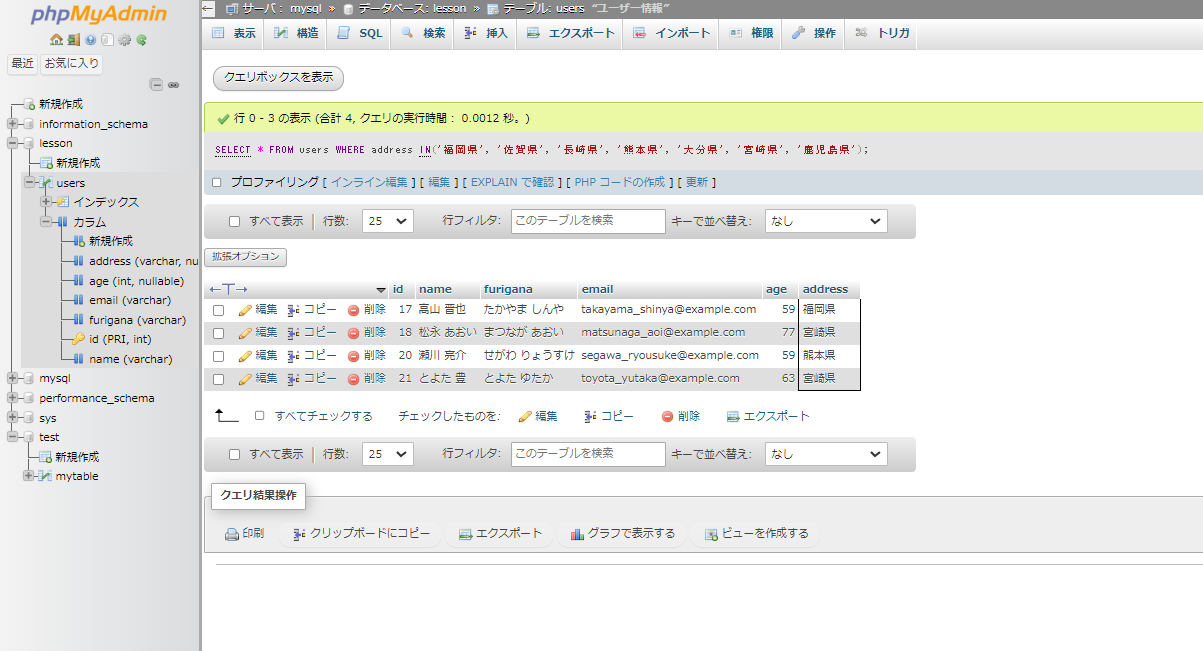 phpMyAdmin
最近 お気に入り
新規作成
information_schema
lesson
新規作成
users
インデックス
カラム
新規作成
address (varchar, nu
age (int, nullable)
email (varchar)
furigana (varchar)
id (PRI, int)
name (varchar)
mysql
performance_schema
sys
test
新規作成
mytable
サーバ: mysql » データベース: lesson » テーブル: users "ユーザー情報"
表示 構造 SQL 検索 挿入 エクスポート インポート 権限 操作 トリガ
クエリボックスを表示
行 0 - 3 の表示 (合計 4, クエリの実行時間: 0.0012 秒。)
SELECT * FROM users WHERE address IN('福岡県', '佐賀県', '長崎県', '熊本県', '大分県', '宮崎県', '鹿児島県');
プロファイリング [ インライン編集 ] [ 編集 ] [ EXPLAIN で確認 ] [ PHP コードの作成 ] [ 更新 ]
すべて表示 | 行数: 25 行フィルタ: このテーブルを検索 キーで並べ替え: なし
拡張オプション
←T→ id name furigana email age address
編集 コピー 削除 17 高山 晋也 たかやま しんや takayama_shinya@example.com 59 福岡県
編集 コピー 削除 18 松永 あおい まつなが あおい matsunaga_aoi@example.com 77 宮崎県
編集 コピー 削除 20 瀬川 亮介 せがわ りょうすけ segawa_ryousuke@example.com 59 熊本県
編集 コピー 削除 21 とよた 豊 とよた ゆたか toyota_yutaka@example.com 63 宮崎県
すべてチェックする チェックしたものを: 編集 コピー 削除 エクスポート
すべて表示 | 行数: 25 行フィルタ: このテーブルを検索 キーで並べ替え: なし
クエリ結果操作
印刷 クリップボードにコピー エクスポート グラフで表示する ビューを作成する